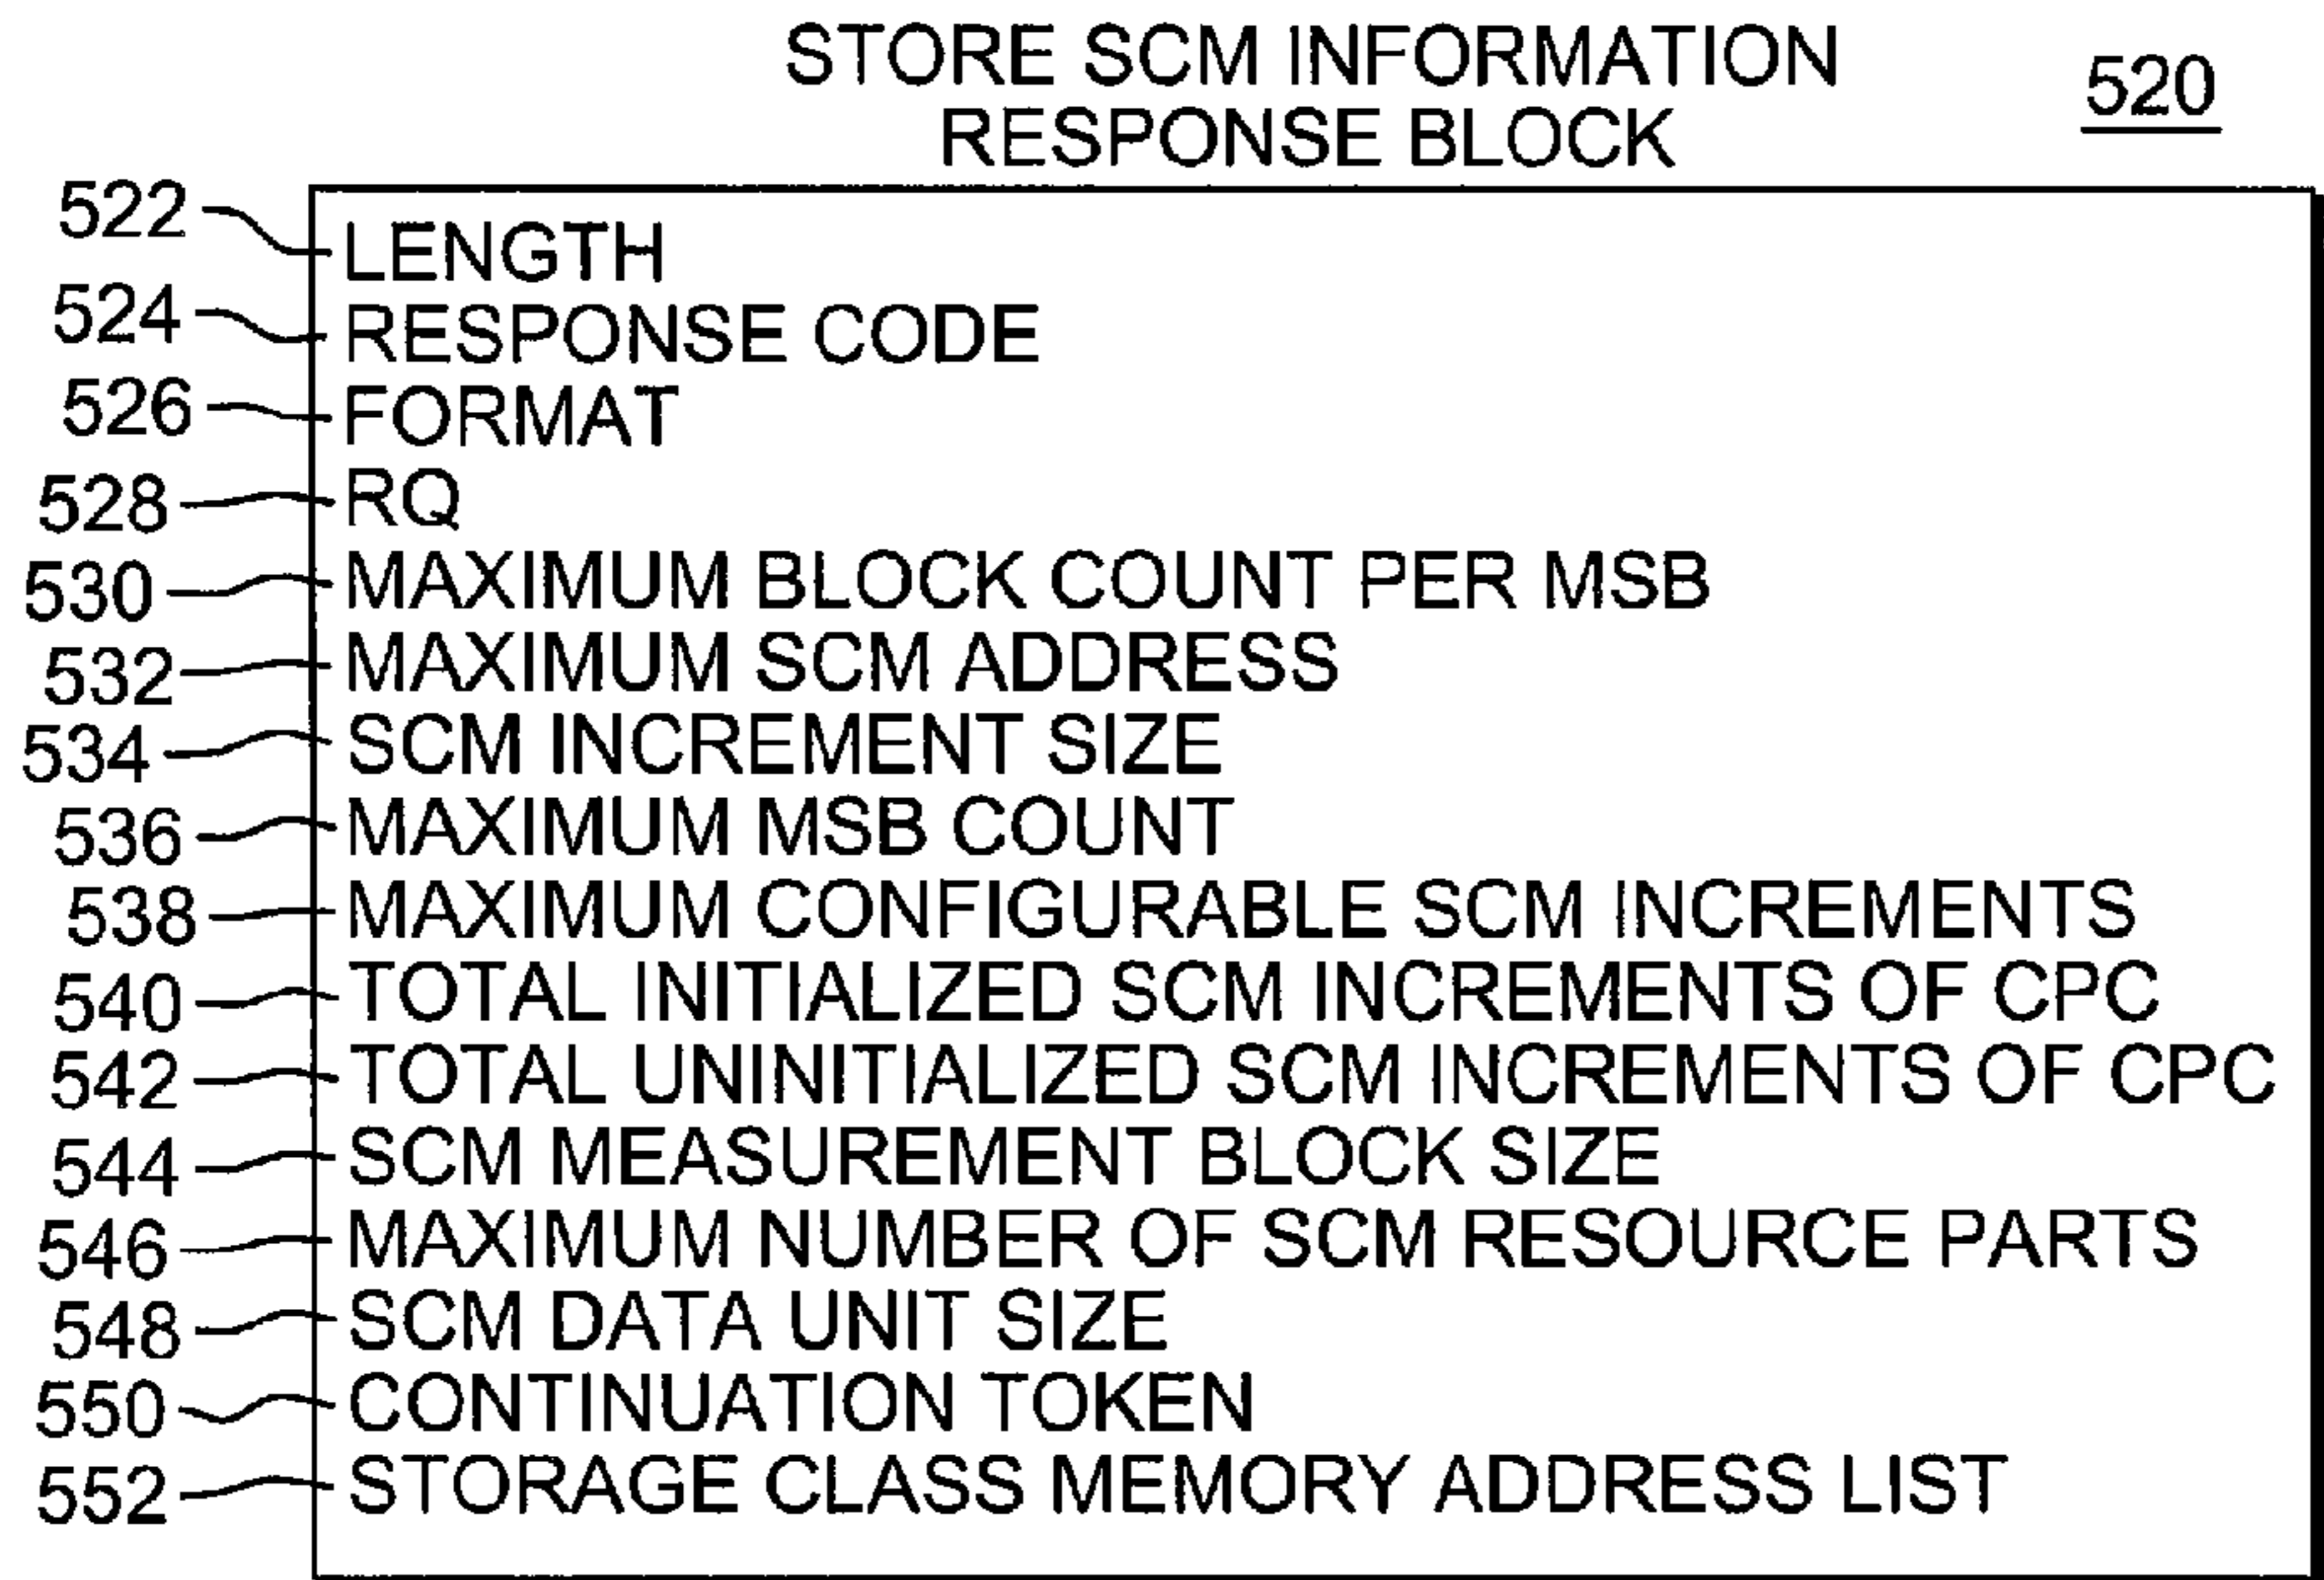 STORE SCM INFORMATION
RESPONSE BLOCK
520
522 LENGTH
524 RESPONSE CODE
526 FORMAT
528 RQ
530 MAXIMUM BLOCK COUNT PER MSB
532 MAXIMUM SCM ADDRESS
534 SCM INCREMENT SIZE
536 MAXIMUM MSB COUNT
538 MAXIMUM CONFIGURABLE SCM INCREMENTS
540 TOTAL INITIALIZED SCM INCREMENTS OF CPC
542 TOTAL UNINITIALIZED SCM INCREMENTS OF CPC
544 SCM MEASUREMENT BLOCK SIZE
546 MAXIMUM NUMBER OF SCM RESOURCE PARTS
548 SCM DATA UNIT SIZE
550 CONTINUATION TOKEN
552 STORAGE CLASS MEMORY ADDRESS LIST